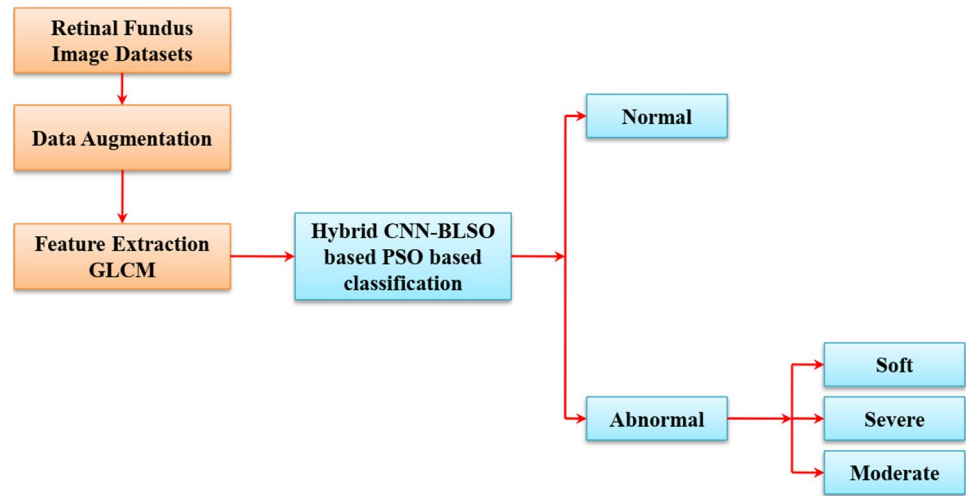 Retinal Fundus
Image Datasets
Data Augmentation
Feature Extraction
GLCM
Hybrid CNN-BLSO
based PSO based
classification
Normal
Abnormal
Soft
Severe
Moderate